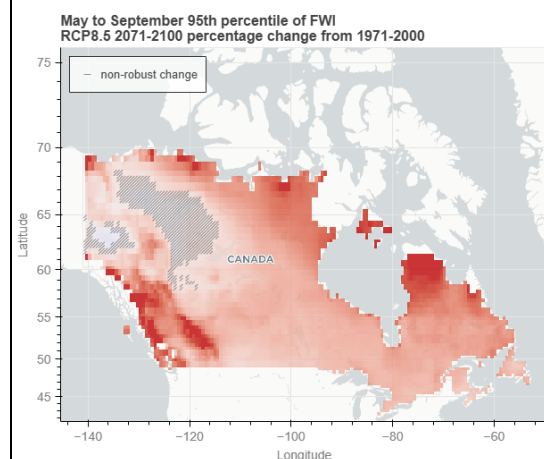 May to September 95th percentile of FWI
RCP8.5 2071-2100 percentage change from 1971-2000
non-robust change
75
70
65
60
55
50
45
Latitude
CANADA
−140
−120
−100
−80
−60
Longitude